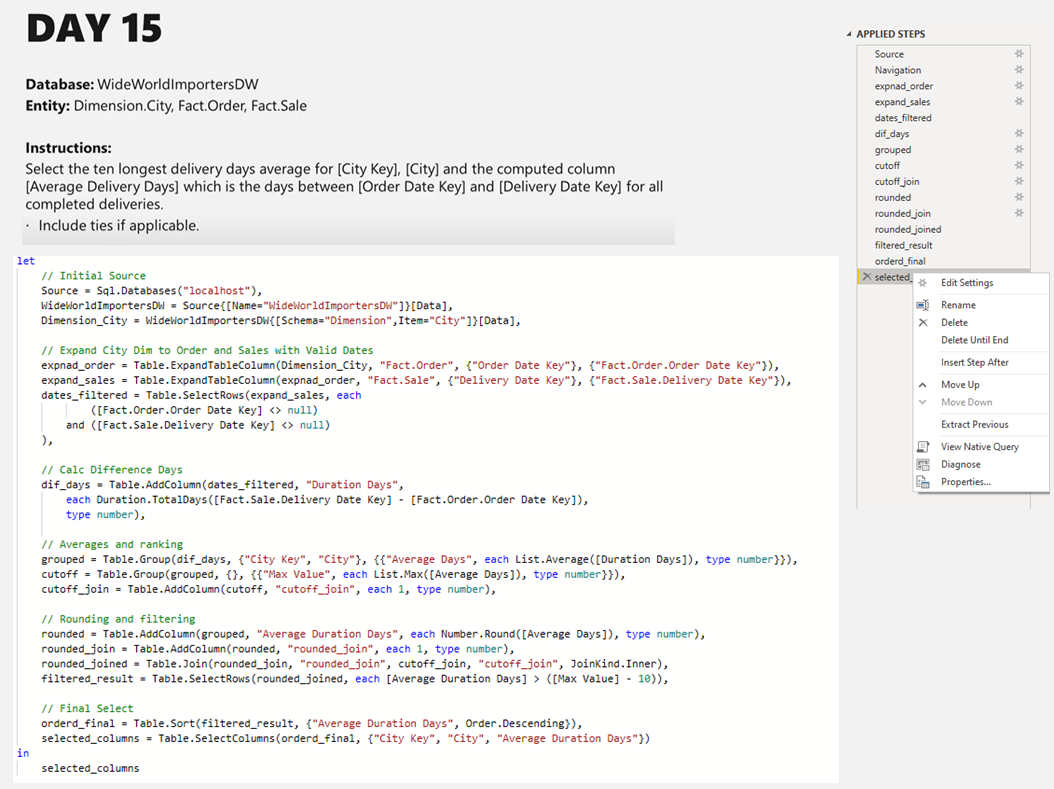 DAY 15
Database: WideWorldImportersDW
Entity: Dimension.City, Fact.Order, Fact.Sale
Instructions:
Select the ten longest delivery days average for [City Key], [City] and the computed column
[Average Delivery Days] which is the days between [Order Date Key] and [Delivery Date Key] for all
completed deliveries.
· Include ties if applicable.
let
// Initial Source
Source = Sql.Databases("localhost"),
WideWorldImportersDW = Source{[Name="WideWorldImportersDW"]}[Data],
Dimension_City = WideWorldImportersDW{[Schema="Dimension",Item="City"]}[Data],
// Expand City Dim to Order and Sales with Valid Dates
expnad_order = Table.ExpandTableColumn(Dimension_City, "Fact.Order", {"Order Date Key"}, {"Fact.Order.Order Date Key"}),
expand_sales = Table.ExpandTableColumn(expnad_order, "Fact.Sale", {"Delivery Date Key"}, {"Fact.Sale.Delivery Date Key"}),
dates_filtered = Table.SelectRows(expand_sales, each
([Fact.Order.Order Date Key] <> null)
and ([Fact.Sale.Delivery Date Key] <> null)
),
// Calc Difference Days
dif_days = Table.AddColumn(dates_filtered, "Duration Days",
each Duration.TotalDays([Fact.Sale.Delivery Date Key] - [Fact.Order.Order Date Key]),
type number),
// Averages and ranking
grouped = Table.Group(dif_days, {"City Key", "City"}, {{"Average Days", each List.Average([Duration Days]), type number}}),
cutoff = Table.Group(grouped, {}, {{"Max Value", each List.Max([Average Days]), type number}}),
cutoff_join = Table.AddColumn(cutoff, "cutoff_join", each 1, type number),
// Rounding and filtering
rounded = Table.AddColumn(grouped, "Average Duration Days", each Number.Round([Average Days]), type number),
rounded_join = Table.AddColumn(rounded, "rounded_join", each 1, type number),
rounded_joined = Table.Join(rounded_join, "rounded_join", cutoff_join, "cutoff_join", JoinKind.Inner),
filtered_result = Table.SelectRows(rounded_joined, each [Average Duration Days] > ([Max Value] - 10)),
// Final Select
orderd_final = Table.Sort(filtered_result, {"Average Duration Days", Order.Descending}),
selected_columns = Table.SelectColumns(orderd_final, {"City Key", "City", "Average Duration Days"})
in
selected_columns
APPLIED STEPS
Source
Navigation
expnad_order
expand_sales
dates_filtered
dif_days
grouped
cutoff
cutoff_join
rounded
rounded_join
rounded_joined
filtered_result
orderd_final
selected_
Edit Settings
Rename
Delete
Delete Until End
Insert Step After
Move Up
Move Down
Extract Previous
View Native Query
Diagnose
Properties...